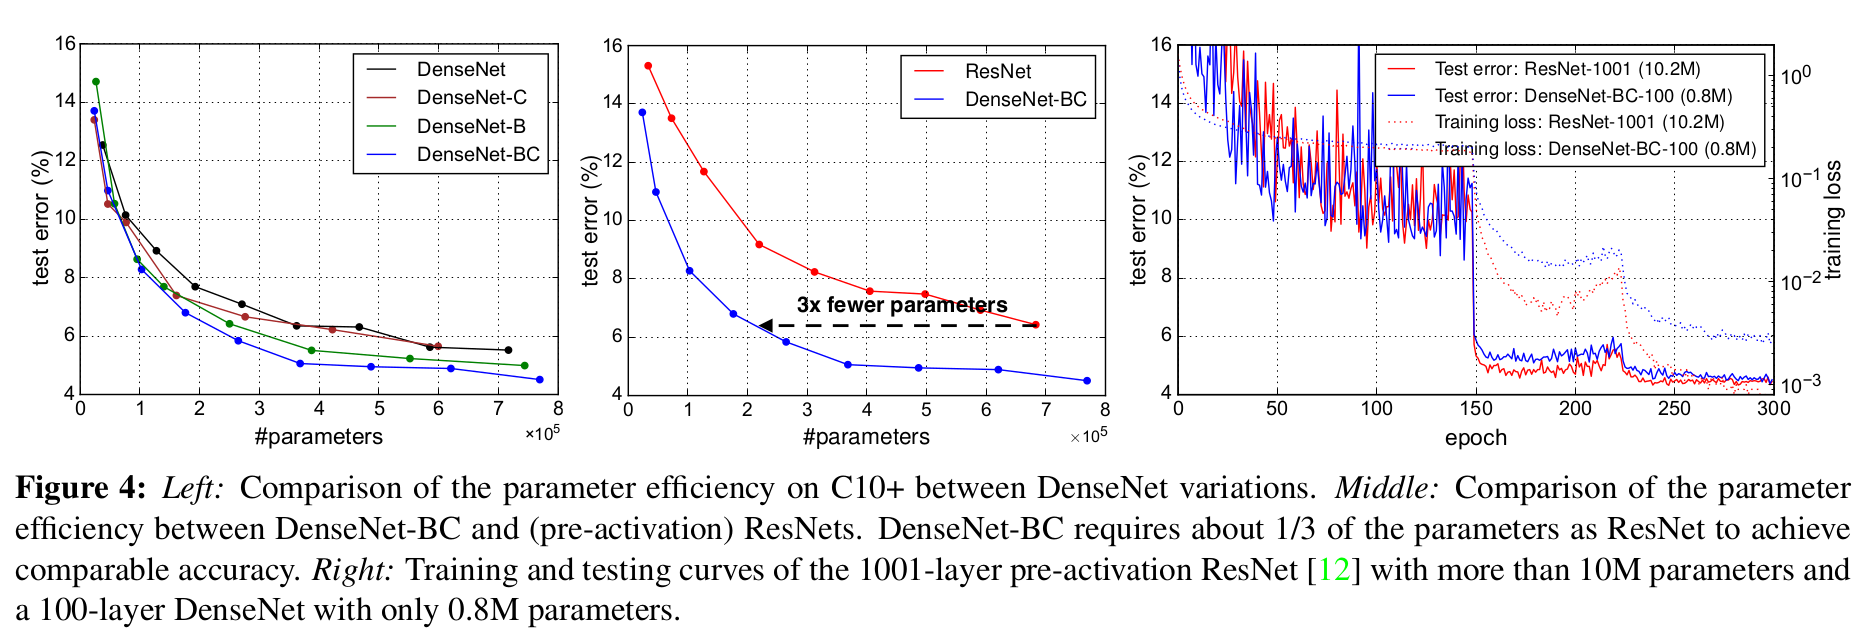 16
14
12
10
8
6
4
0 1 2 3 4 5 6 7 8
test error (%)
#parameters
×10⁵
DenseNet
DenseNet-C
DenseNet-B
DenseNet-BC
16
14
12
10
8
6
4
0 1 2 3 4 5 6 7 8
test error (%)
#parameters
×10⁵
ResNet
DenseNet-BC
3x fewer parameters
16
14
12
10
8
6
4
0 50 100 150 200 250 300
test error (%)
epoch
Test error: ResNet-1001 (10.2M)
Test error: DenseNet-BC-100 (0.8M)
Training loss: ResNet-1001 (10.2M)
Training loss: DenseNet-BC-100 (0.8M)
10⁰
10⁻¹
10⁻²
10⁻³
training loss
Figure 4: Left: Comparison of the parameter efficiency on C10+ between DenseNet variations. Middle: Comparison of the parameter
efficiency between DenseNet-BC and (pre-activation) ResNets. DenseNet-BC requires about 1/3 of the parameters as ResNet to achieve
comparable accuracy. Right: Training and testing curves of the 1001-layer pre-activation ResNet [12] with more than 10M parameters and
a 100-layer DenseNet with only 0.8M parameters.